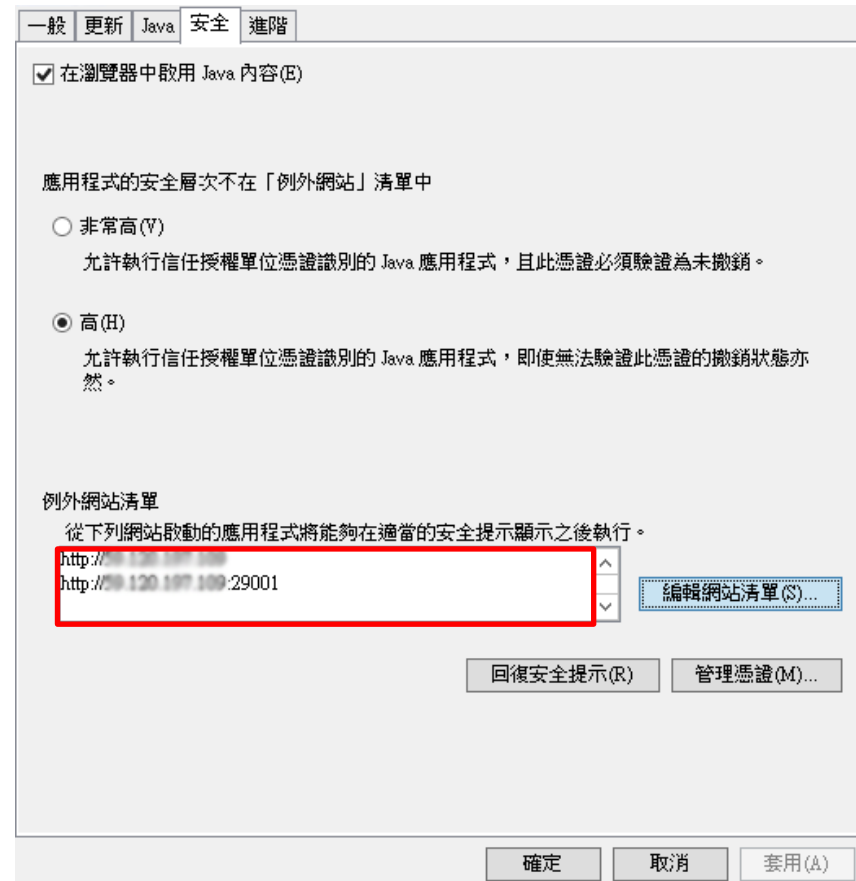 一般 更新 Java 安全 進階
在瀏覽器中啟用 Java 內容(E)
應用程式的安全層次不在「例外網站」清單中
非常高(V)
允許執行信任授權單位憑證識別的 Java 應用程式，且此憑證必須驗證為未撤銷。
高(H)
允許執行信任授權單位憑證識別的 Java 應用程式，即使無法驗證此憑證的撤銷狀態亦
然。
例外網站清單
從下列網站啟動的應用程式將能夠在適當的安全提示顯示之後執行。
http://
http:// :29001
編輯網站清單(S)...
回復安全提示(R) 管理憑證(M)...
確定 取消 套用(A)